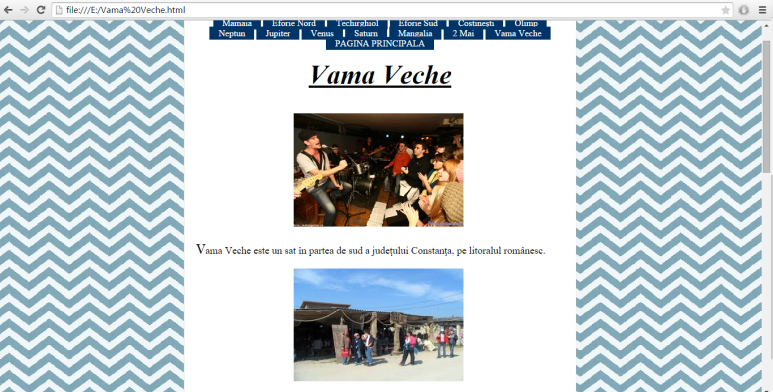 file:///E:/Vama%20Veche.html
Mamaia Eforie Nord Techirghiol Eforie Sud Costinești Olimp
Neptun Jupiter Venus Saturn Mangalia 2 Mai Vama Veche
PAGINA PRINCIPALA
Vama Veche
Vama Veche este un sat în partea de sud a județului Constanța, pe litoralul românesc.